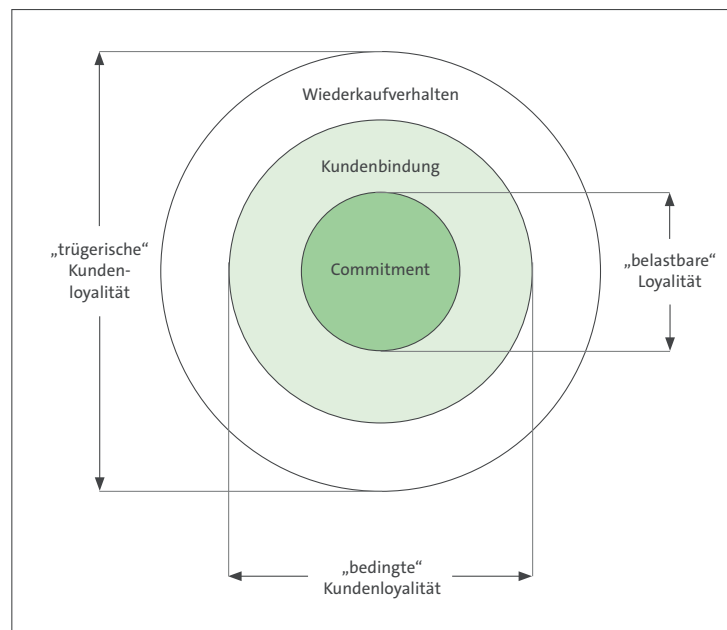 Wiederkaufverhalten
Kundenbindung
Commitment
„trügerische“
Kunden-
loyalität
„belastbare“
Loyalität
„bedingte“
Kundenloyalität